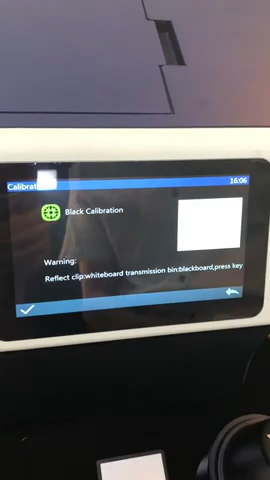 Calibrat
16:06
Black Calibration
Warning:
Reflect clip:whiteboard transmission bin:blackboard,press key